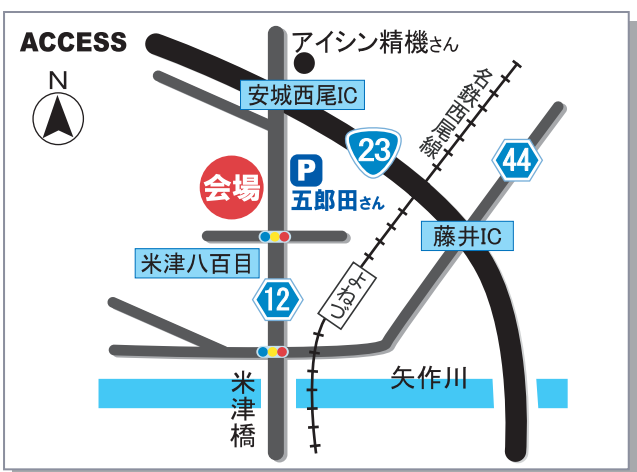 ACCESS
N
アイシン精機さん
安城西尾IC
名鉄西尾線
23
44
P
会場
五郎田さん
藤井IC
米津八百目
12
よねづ
矢作川
米津橋